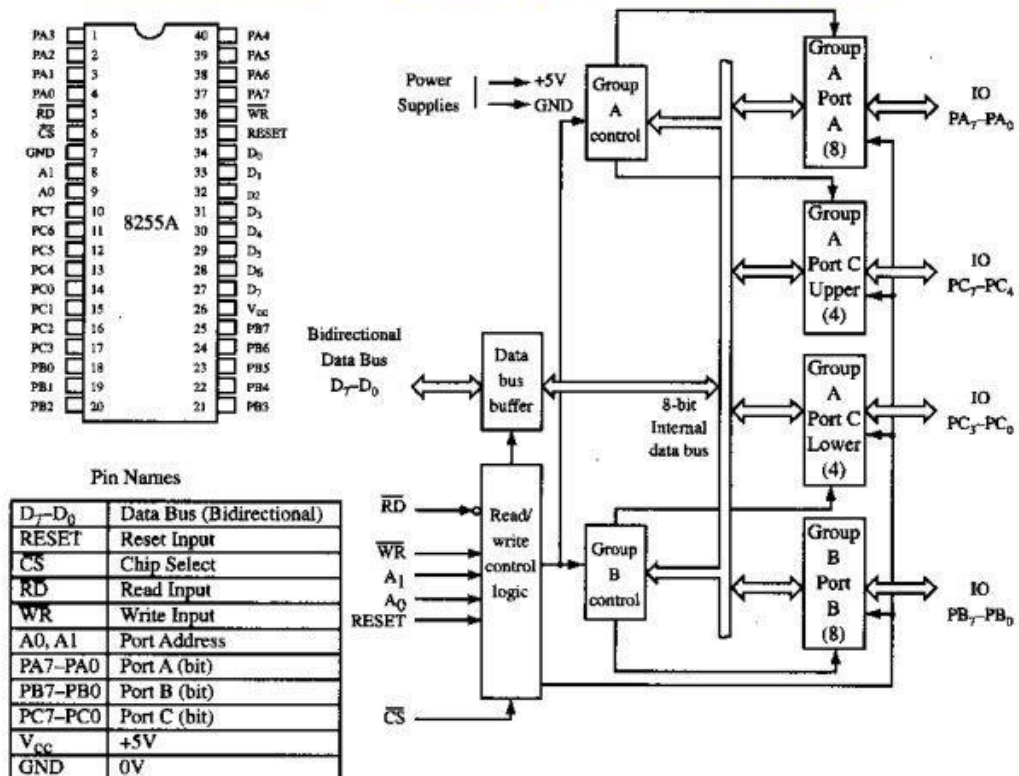 PA3 1 40 PA4
PA2 2 39 PA5
PA1 3 38 PA6
PA0 4 37 PA7
RD 5 36 WR
CS 6 35 RESET
GND 7 34 D0
A1 8 33 D1
A0 9 32 D2
PC7 10 31 D3
PC6 11 30 D4
PC5 12 29 D5
PC4 13 28 D6
PC0 14 27 D7
PC1 15 26 Vcc
PC2 16 25 PB7
PC3 17 24 PB6
PB0 18 23 PB5
PB1 19 22 PB4
PB2 20 21 PB3
8255A
Pin Names
D7–D0 Data Bus (Bidirectional)
RESET Reset Input
CS Chip Select
RD Read Input
WR Write Input
A0, A1 Port Address
PA7–PA0 Port A (bit)
PB7–PB0 Port B (bit)
PC7–PC0 Port C (bit)
VCC +5V
GND 0V
Power
Supplies
+5V
GND
Group
A
control
Group
A
Port
A
(8)
IO
PA7–PA0
Group
A
Port C
Upper
(4)
IO
PC7–PC4
Bidirectional
Data Bus
D7–D0
Data
bus
buffer
8-bit
Internal
data bus
Group
A
Port C
Lower
(4)
IO
PC3–PC0
RD
WR
A1
A0
RESET
CS
Read/
write
control
logic
Group
B
control
Group
B
Port
B
(8)
IO
PB7–PB0